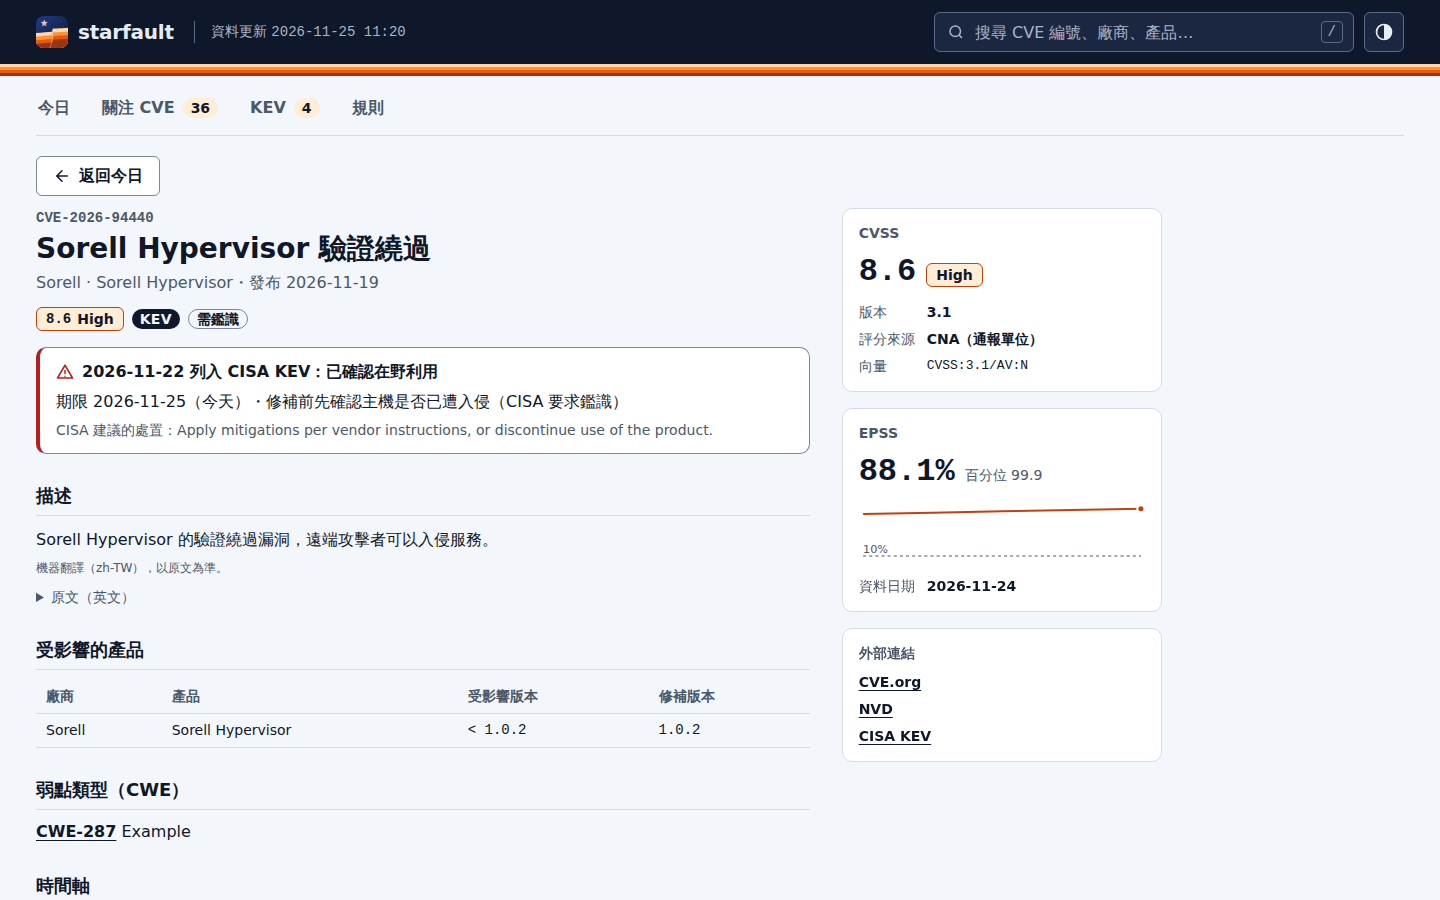 starfault
資料更新 2026-11-25 11:20
搜尋 CVE 編號、廠商、產品… /
今日 關注 CVE 36 KEV 4 規則
← 返回今日
CVE-2026-94440
Sorell Hypervisor 驗證繞過
Sorell · Sorell Hypervisor · 發布 2026-11-19
8.6 High KEV 需鑑識
2026-11-22 列入 CISA KEV：已確認在野利用
期限 2026-11-25（今天）・修補前先確認主機是否已遭入侵（CISA 要求鑑識）
CISA 建議的處置：Apply mitigations per vendor instructions, or discontinue use of the product.
描述
Sorell Hypervisor 的驗證繞過漏洞，遠端攻擊者可以入侵服務。
機器翻譯（zh-TW），以原文為準。
原文（英文）
受影響的產品
廠商 產品 受影響版本 修補版本
Sorell Sorell Hypervisor < 1.0.2 1.0.2
弱點類型（CWE）
CWE-287 Example
時間軸
CVSS
8.6 High
版本 3.1
評分來源 CNA（通報單位）
向量 CVSS:3.1/AV:N
EPSS
88.1% 百分位 99.9
10%
資料日期 2026-11-24
外部連結
CVE.org
NVD
CISA KEV